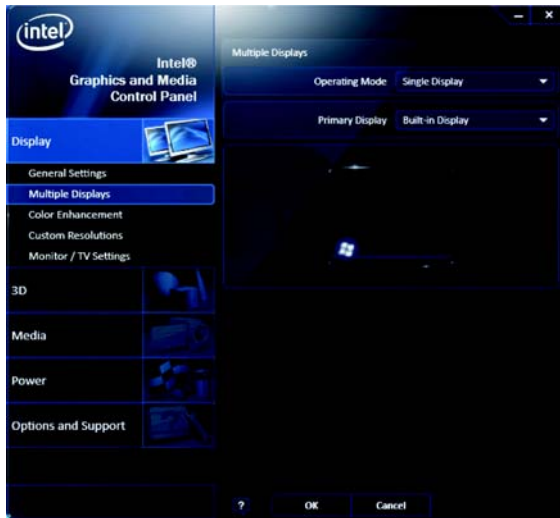 intel
Intel®
Graphics and Media
Control Panel
Display
General Settings
Multiple Displays
Color Enhancement
Custom Resolutions
Monitor / TV Settings
3D
Media
Power
Options and Support
Multiple Displays
Operating Mode Single Display
Primary Display Built-in Display
? OK Cancel